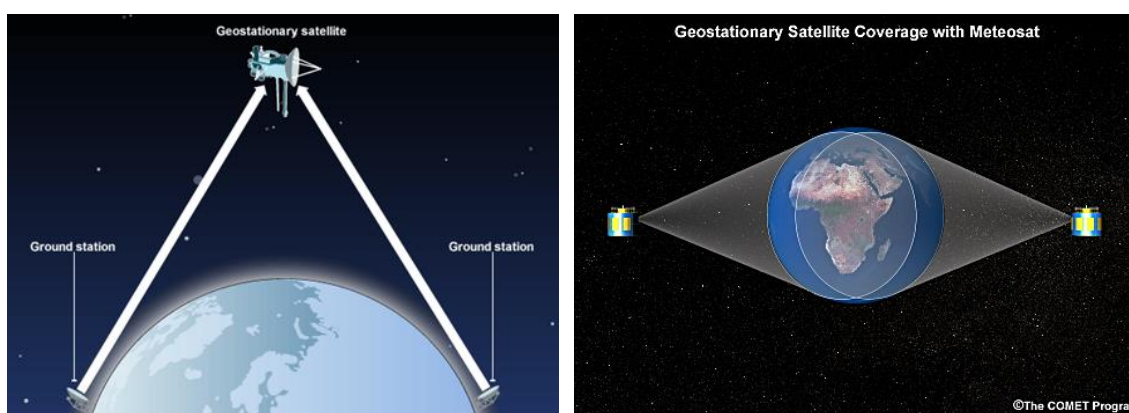 Geostationary satellite
Ground station
Ground station
Geostationary Satellite Coverage with Meteosat
©The COMET Progra